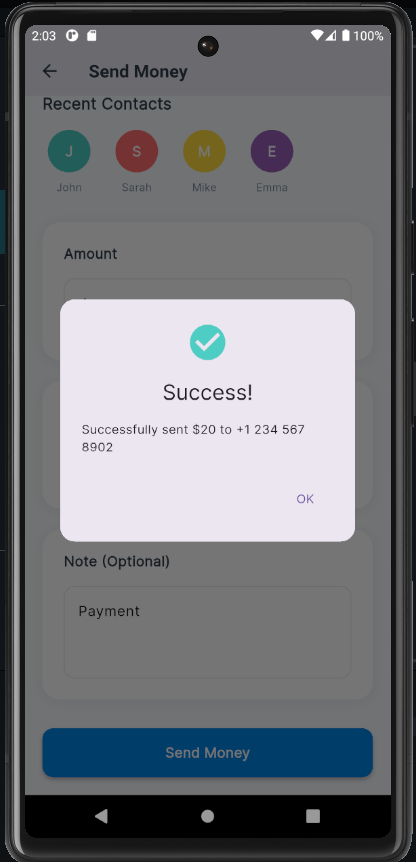 2:03 100%
Send Money
Recent Contacts
J S M E
John Sarah Mike Emma
Amount
Success!
Successfully sent $20 to +1 234 567
8902
OK
Note (Optional)
Payment
Send Money